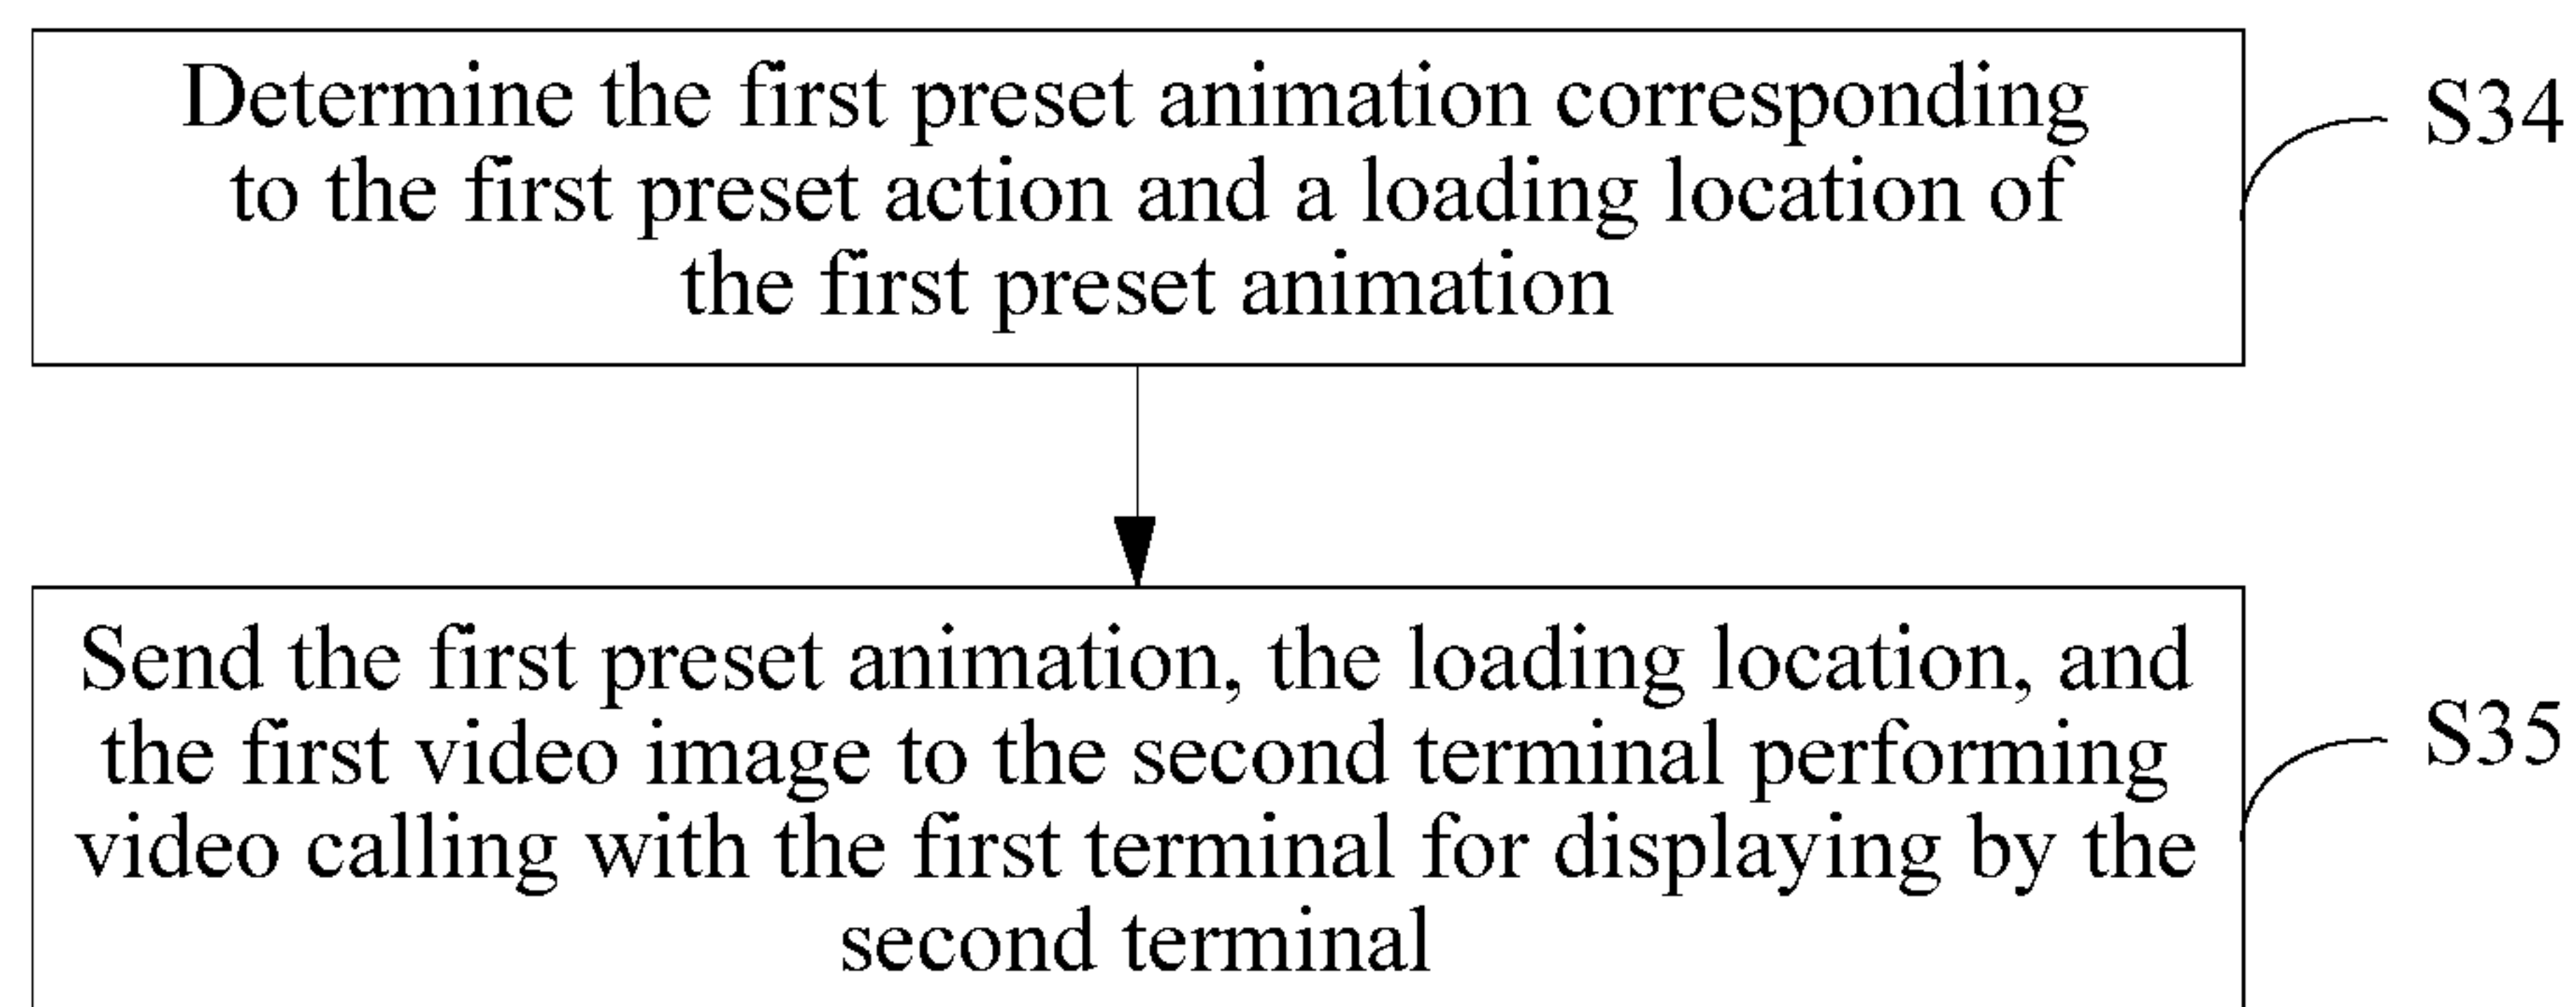 Determine the first preset animation corresponding
to the first preset action and a loading location of
the first preset animation
S34
Send the first preset animation, the loading location, and
the first video image to the second terminal performing
video calling with the first terminal for displaying by the
second terminal
S35